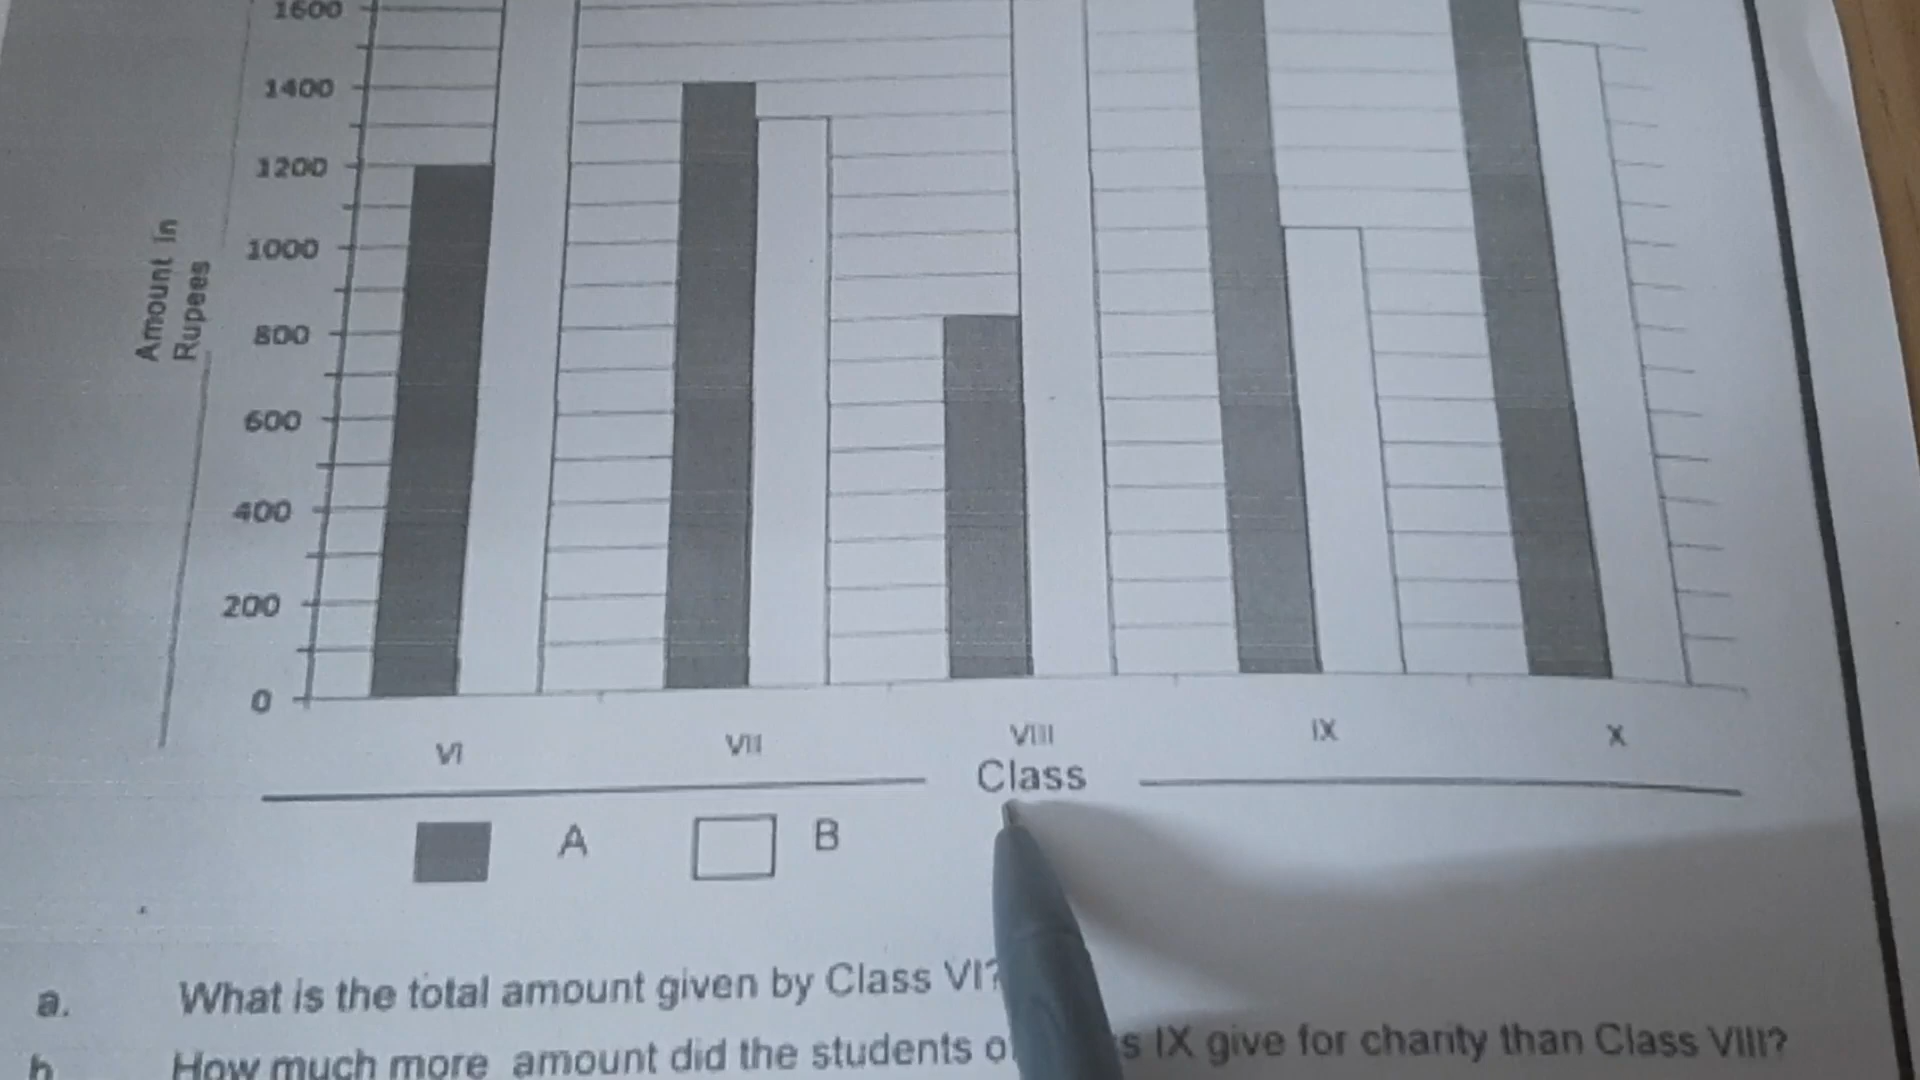 1600
1400
1200
1000
800
600
400
200
0
Amount in
Rupees
VI
VII
VIII
IX
X
Class
A
B
a. What is the total amount given by Class VI?
How much more amount did the students o s IX give for charity than Class VIII?